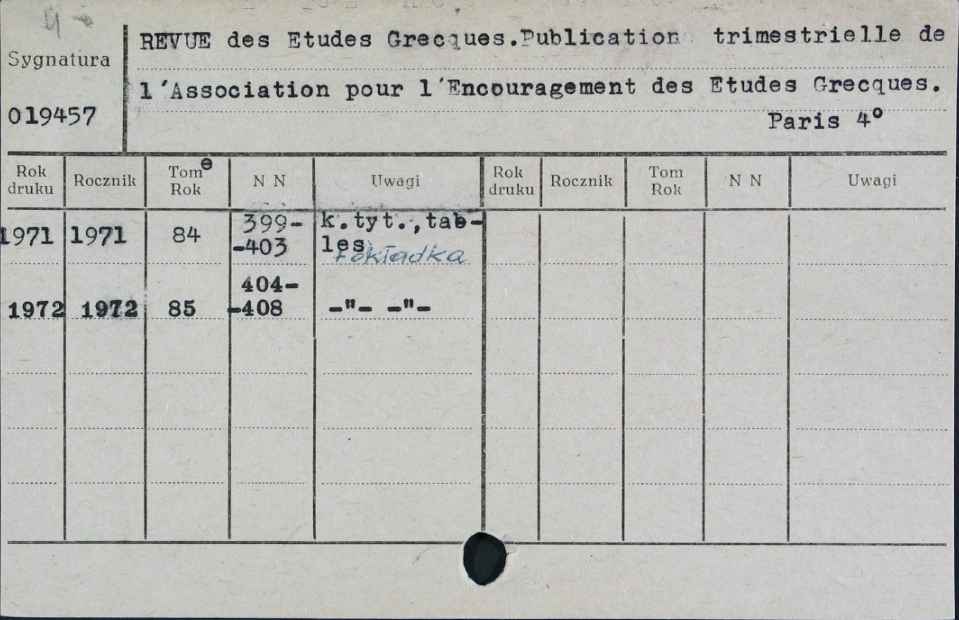 4
Sygnatura
019457
REVUE des Etudes Grecques.Publication trimestrielle de
l'Association pour l'Encouragement des Etudes Grecques.
Paris 4°
Rok druku Rocznik Tom Rok N N Uwagi Rok druku Rocznik Tom Rok N N Uwagi
1971 1971 84 399-
-403 k.tyt.,tab-
les
okładka
1972 1972 85 404-
-408 -"- -"-